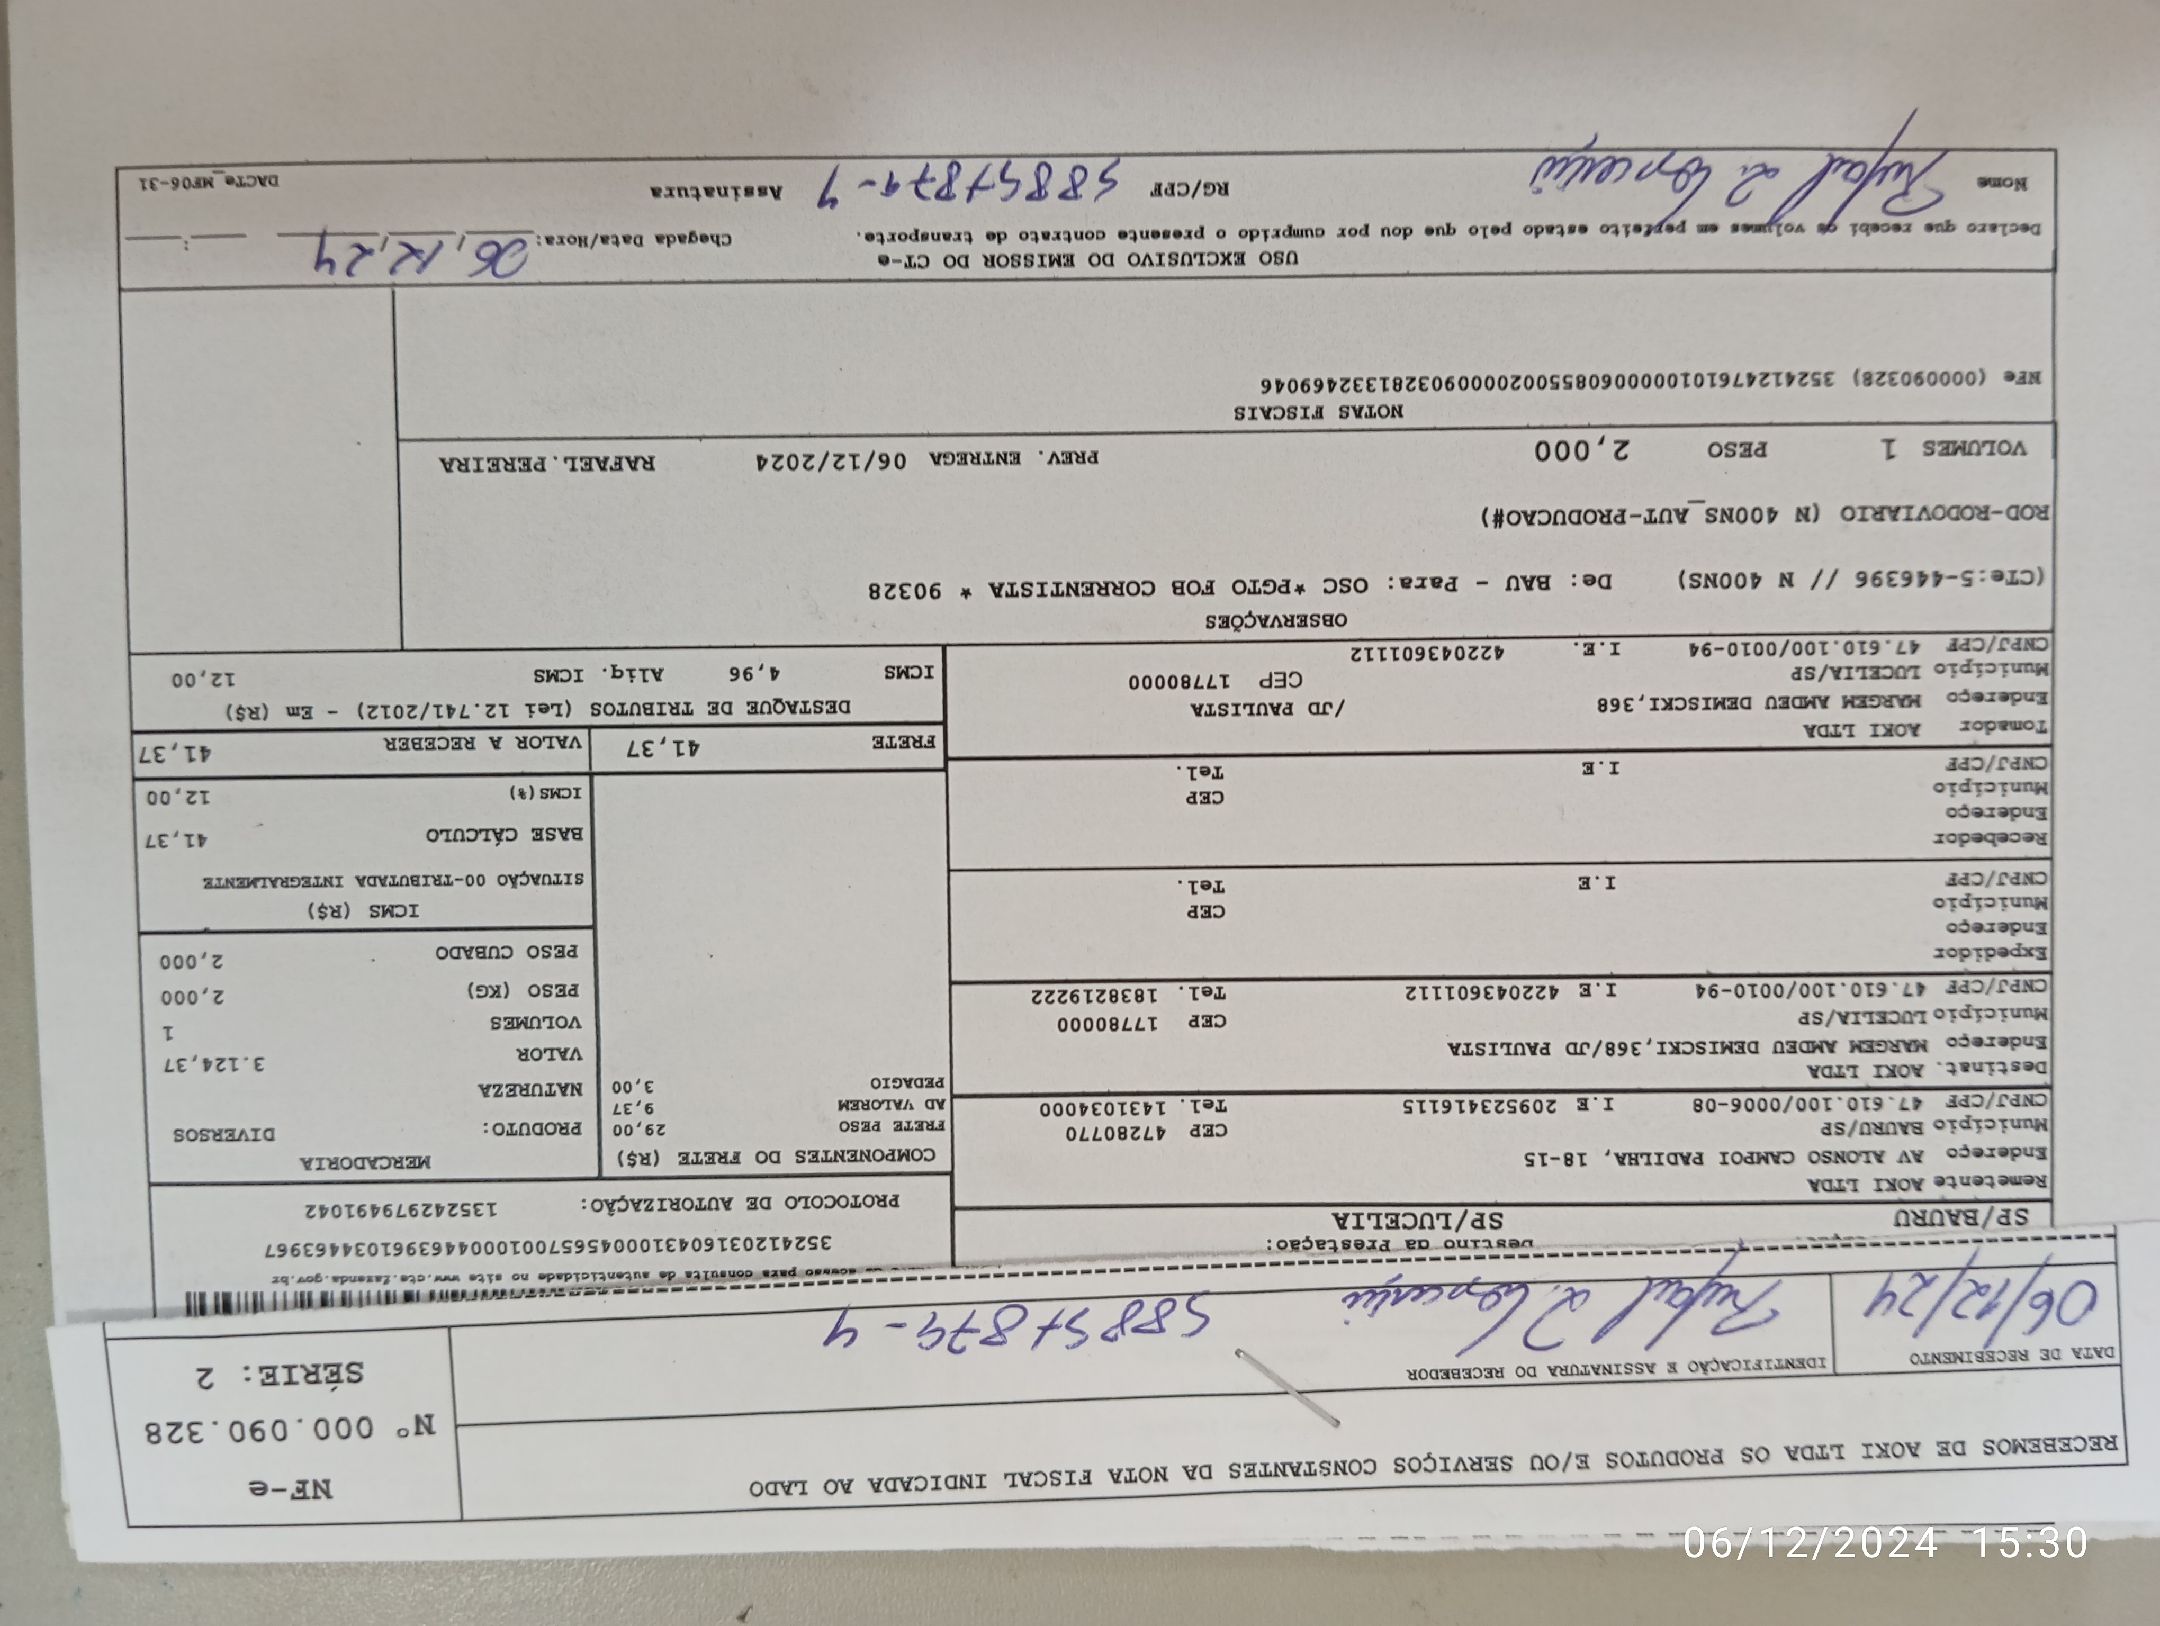 RECEBEMOS DE AOKI LTDA OS PRODUTOS E/OU SERVIÇOS CONSTANTES DA NOTA FISCAL INDICADA AO LADO
NF-e
Nº 000.090.328
SÉRIE: 2
DATA DE RECEBIMENTO
06/12/24
IDENTIFICAÇÃO E ASSINATURA DO RECEBEDOR
Destino da Prestação:
SP/BAURU SP/LUCELIA
acesso para consulta de autenticidade no site www.cte.fazenda.gov.br
PROTOCOLO DE AUTORIZAÇÃO: 135242979491042
Remetente AOKI LTDA
Endereço AV ALONSO CAMPOI PADILHA, 18-15
Município BAURU/SP CEP 47280770
CNPJ/CPF 47.610.100/0006-08 I.E 209523416115 Tel. 1431034000
Destinat. AOKI LTDA
Endereço MARGEM AMDEU DEMISCKI,368/JD PAULISTA
Município LUCELIA/SP CEP 17780000
CNPJ/CPF 47.610.100/0010-94 I.E 422043601112 Tel. 1838219222
Expedidor
Endereço
Município CEP
CNPJ/CPF I.E Tel.
Recebedor
Endereço
Município CEP
CNPJ/CPF I.E Tel.
Tomador AOKI LTDA
Endereço MARGEM AMDEU DEMISCKI,368 /JD PAULISTA
Município LUCELIA/SP CEP 17780000
CNPJ/CPF 47.610.100/0010-94 I.E. 422043601112
COMPONENTES DO FRETE (R$)
FRETE PESO 29,00
AD VALOREM 9,37
PEDAGIO 3,00
MERCADORIA
PRODUTO: DIVERSOS
NATUREZA
VALOR 3.124,37
VOLUMES 1
PESO (KG) 2,000
PESO CUBADO 2,000
ICMS (R$)
SITUAÇÃO 00-TRIBUTADA INTEGRALMENTE
BASE CÁLCULO 41,37
ICMS(%) 12,00
FRETE 41,37 VALOR A RECEBER 41,37
DESTAQUE DE TRIBUTOS (Lei 12.741/2012) - Em (R$)
ICMS 4,96 Aliq. ICMS 12,00
OBSERVAÇÕES
(CTe:5-446396 // N 400NS) De: BAU - Para: OSC *PGTO FOB CORRENTISTA * 90328
ROD-RODOVIARIO (N 400NS_AUT-PRODUCAO#)
VOLUMES 1 PESO 2,000 PREV. ENTREGA 06/12/2024 RAFAEL.PEREIRA
NOTAS FISCAIS
NFe (000090328) 35241247610100000608550020000903281332469046
USO EXCLUSIVO DO EMISSOR DO CT-e
Declaro que recebi os volumes em perfeito estado pelo que dou por cumprido o presente contrato de transporte. Chegada Data/Hora: 06,12,24 :
Nome RG/CPF Assinatura
DACTe_MF06-31
06/12/2024 15:30